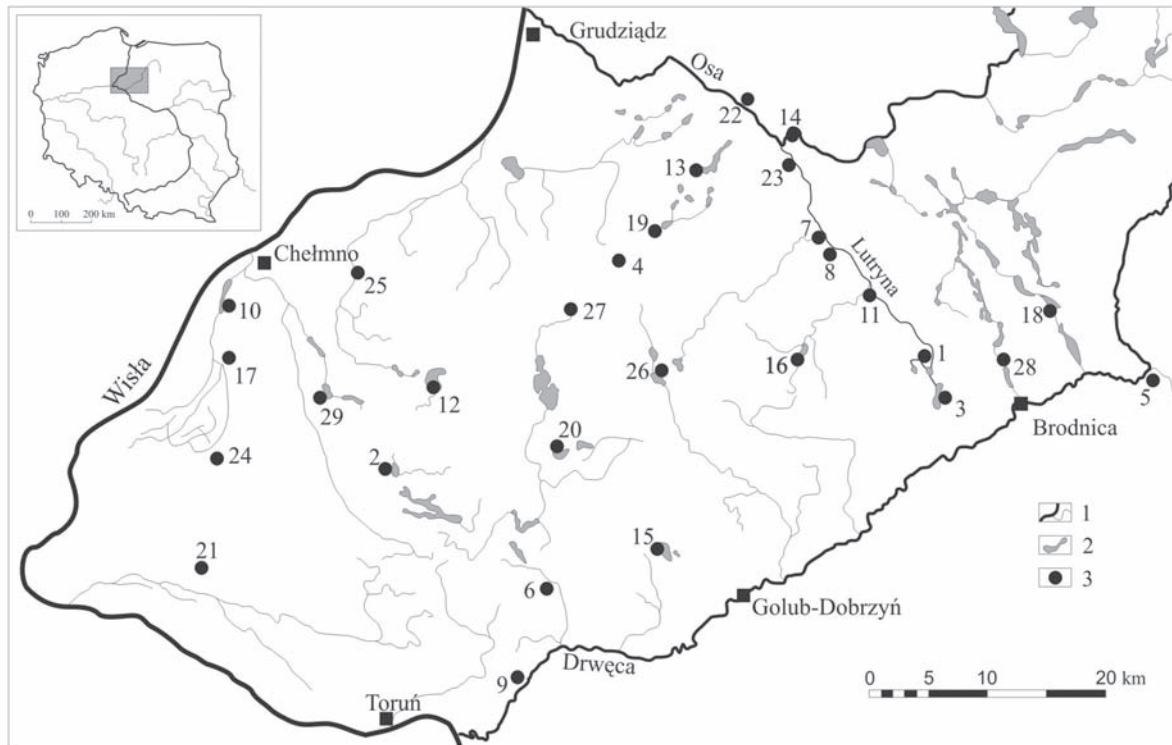 0 100 200 km
Grudziądz
Osa
22
14
13
23
19
7
8
4
Lutryna
Chełmno
25
10
27
11
18
17
1
16
28
26
12
29
3
5
Wisła
Brodnica
20
24
2
1
2
15
3
21
6
Golub-Dobrzyń
Drwęca
9
0 5 10 20 km
Toruń